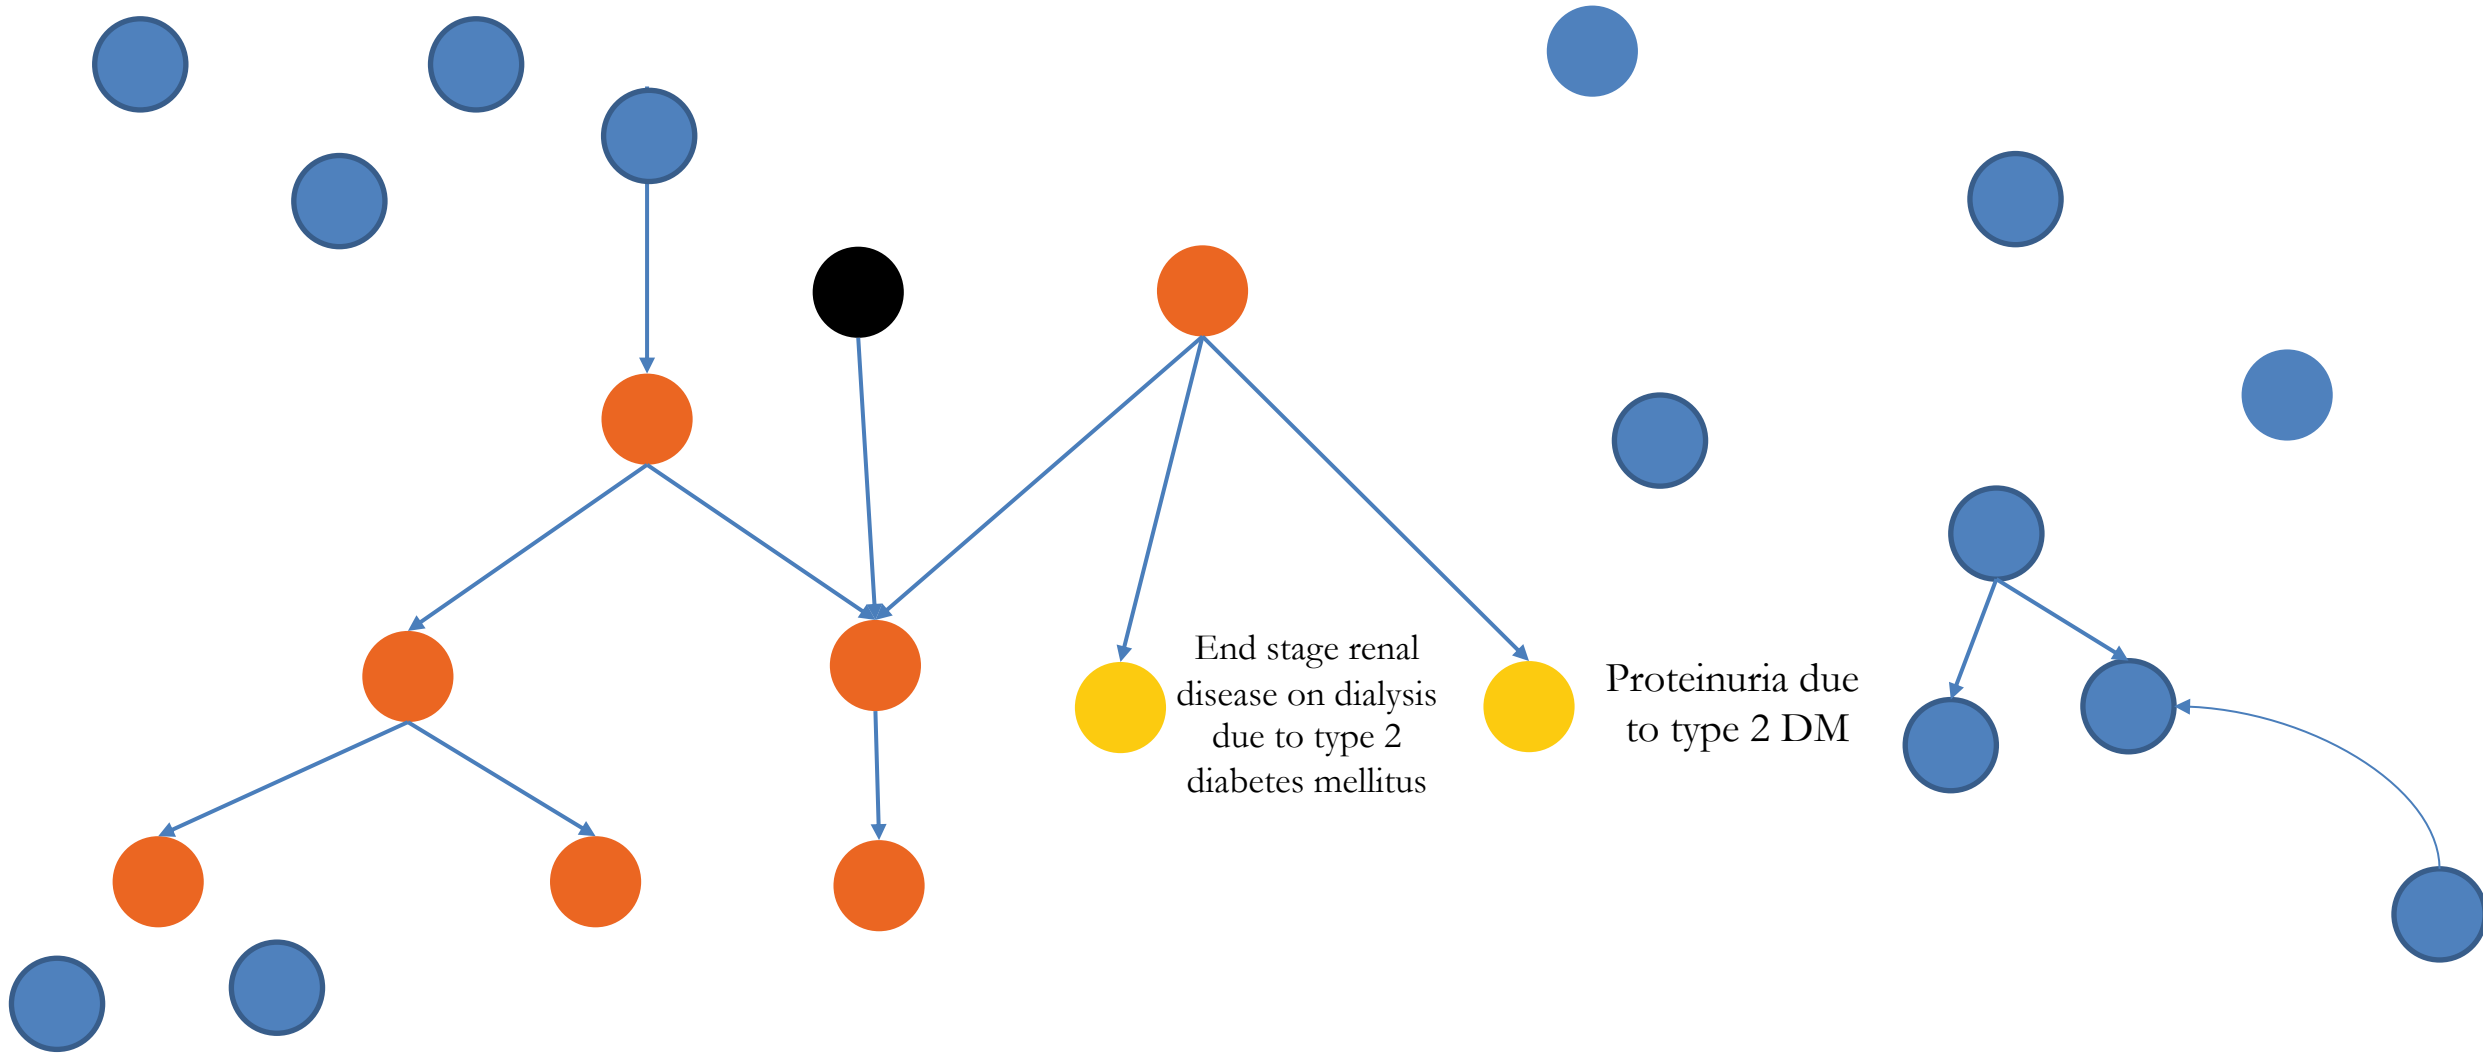 End stage renal
disease on dialysis
due to type 2
diabetes mellitus
Proteinuria due
to type 2 DM